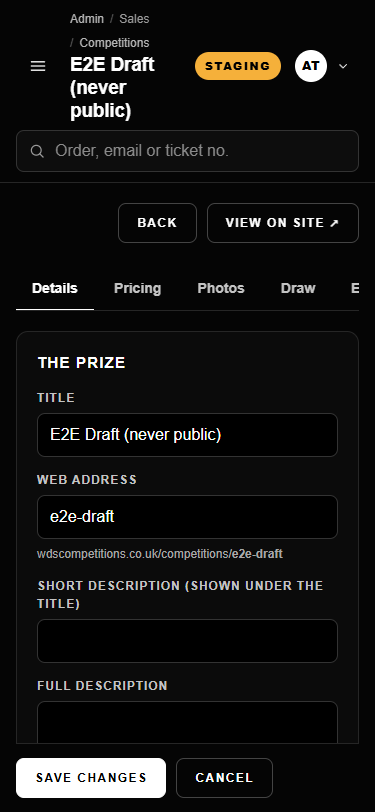 Admin / Sales
/ Competitions
E2E Draft
(never
public)
STAGING
AT
Order, email or ticket no.
BACK
VIEW ON SITE ↗
Details
Pricing
Photos
Draw
E
THE PRIZE
TITLE
E2E Draft (never public)
WEB ADDRESS
e2e-draft
wdscompetitions.co.uk/competitions/e2e-draft
SHORT DESCRIPTION (SHOWN UNDER THE
TITLE)
FULL DESCRIPTION
SAVE CHANGES
CANCEL